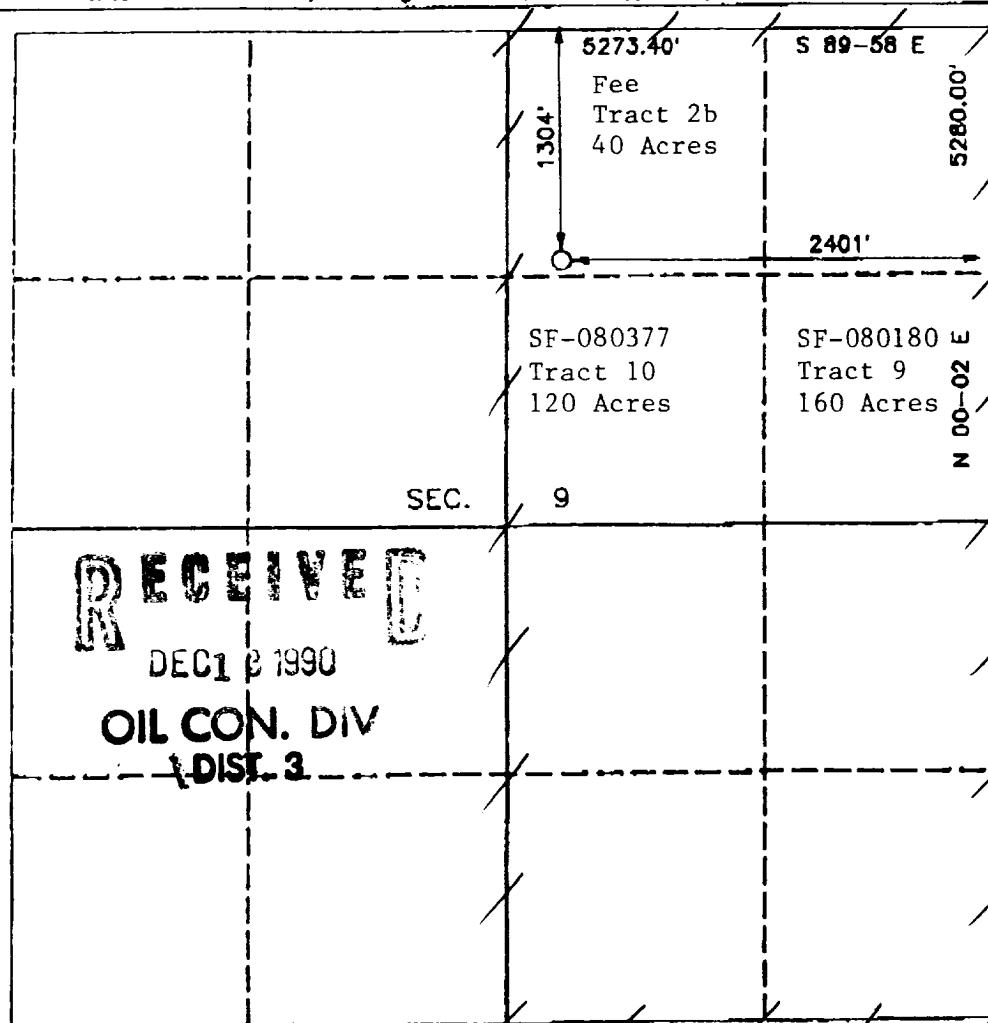 5273.40'
S 89-58 E
Fee
Tract 2b
40 Acres
1304'
5280.00'
2401'
SF-080377
Tract 10
120 Acres
SF-080180
Tract 9
160 Acres
N 00-02 E
SEC. 9
RECEIVED
DEC1 1990
OIL CON. DIV
DIST. 3